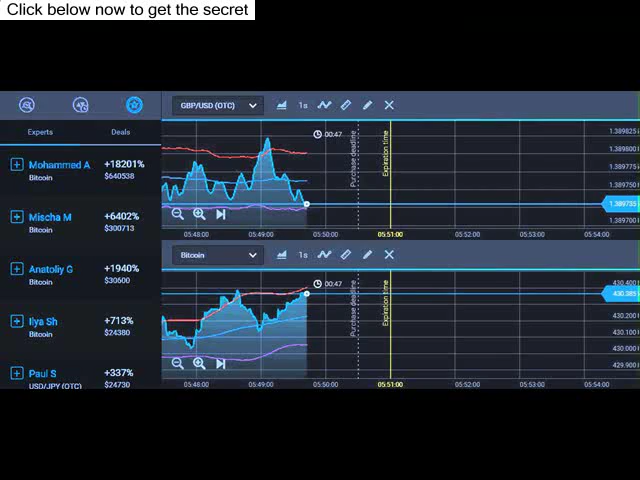 Click below now to get the secret
GBP/USD (OTC)
1s
Experts
Deals
Mohammed A
+18201%
Bitcoin
$640538
Mischa M
+6402%
Bitcoin
$300713
Anatoliy G
+1940%
Bitcoin
$30600
Ilya Sh
+713%
Bitcoin
$24380
Paul S
+337%
USD/JPY (OTC)
$24730
00:47
Purchase deadline
Expiration time
1.389825
1.389800
1.389775
1.389750
1.389735
1.389700
05:48:00
05:49:00
05:50:00
05:51:00
05:52:00
05:53:00
05:54:00
Bitcoin
1s
00:47
Purchase deadline
Expiration time
430.400
430.385
430.200
430.100
430.000
429.900
05:48:00
05:49:00
05:50:00
05:51:00
05:52:00
05:53:00
05:54:00